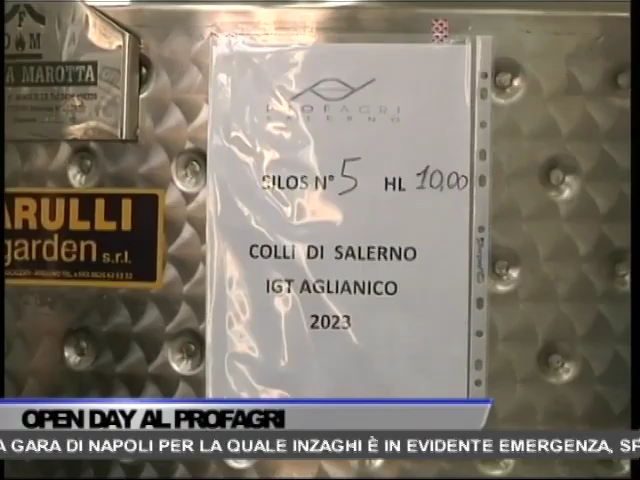 F
D M
A MAROTTA
ARULLI
garden s.r.l.
PROFAGRI
SALERNO
SILOS N° 5 HL 10,00
COLLI DI SALERNO
IGT AGLIANICO
2023
OPEN DAY AL PROFAGRI
A GARA DI NAPOLI PER LA QUALE INZAGHI È IN EVIDENTE EMERGENZA, SF